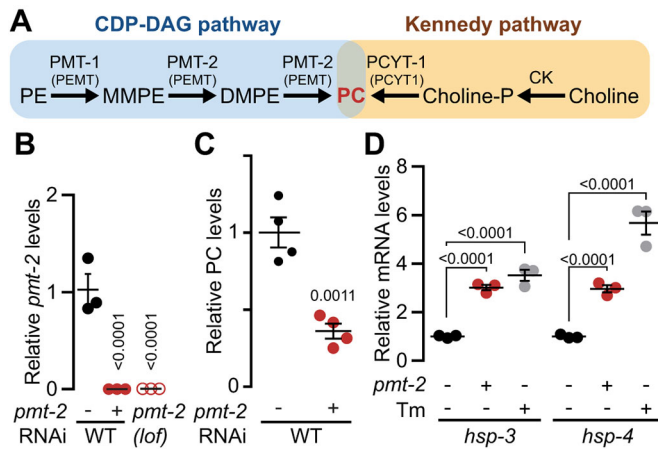 A
CDP-DAG pathway
Kennedy pathway
PMT-1 PMT-2 PMT-2 PCYT-1
(PEMT) (PEMT) (PEMT) (PCYT1) CK
PE MMPE DMPE PC Choline-P Choline
B
Relative pmt-2 levels
2
1
0
<0.0001
<0.0001
- +
pmt-2 pmt-2
RNAi WT (lof)
C
Relative PC levels
1
0
0.0011
pmt-2 - +
RNAi WT
D
Relative mRNA levels
8
6
4
2
0
<0.0001
<0.0001
<0.0001
<0.0001
pmt-2 - + - - + -
Tm - - + - - +
hsp-3 hsp-4